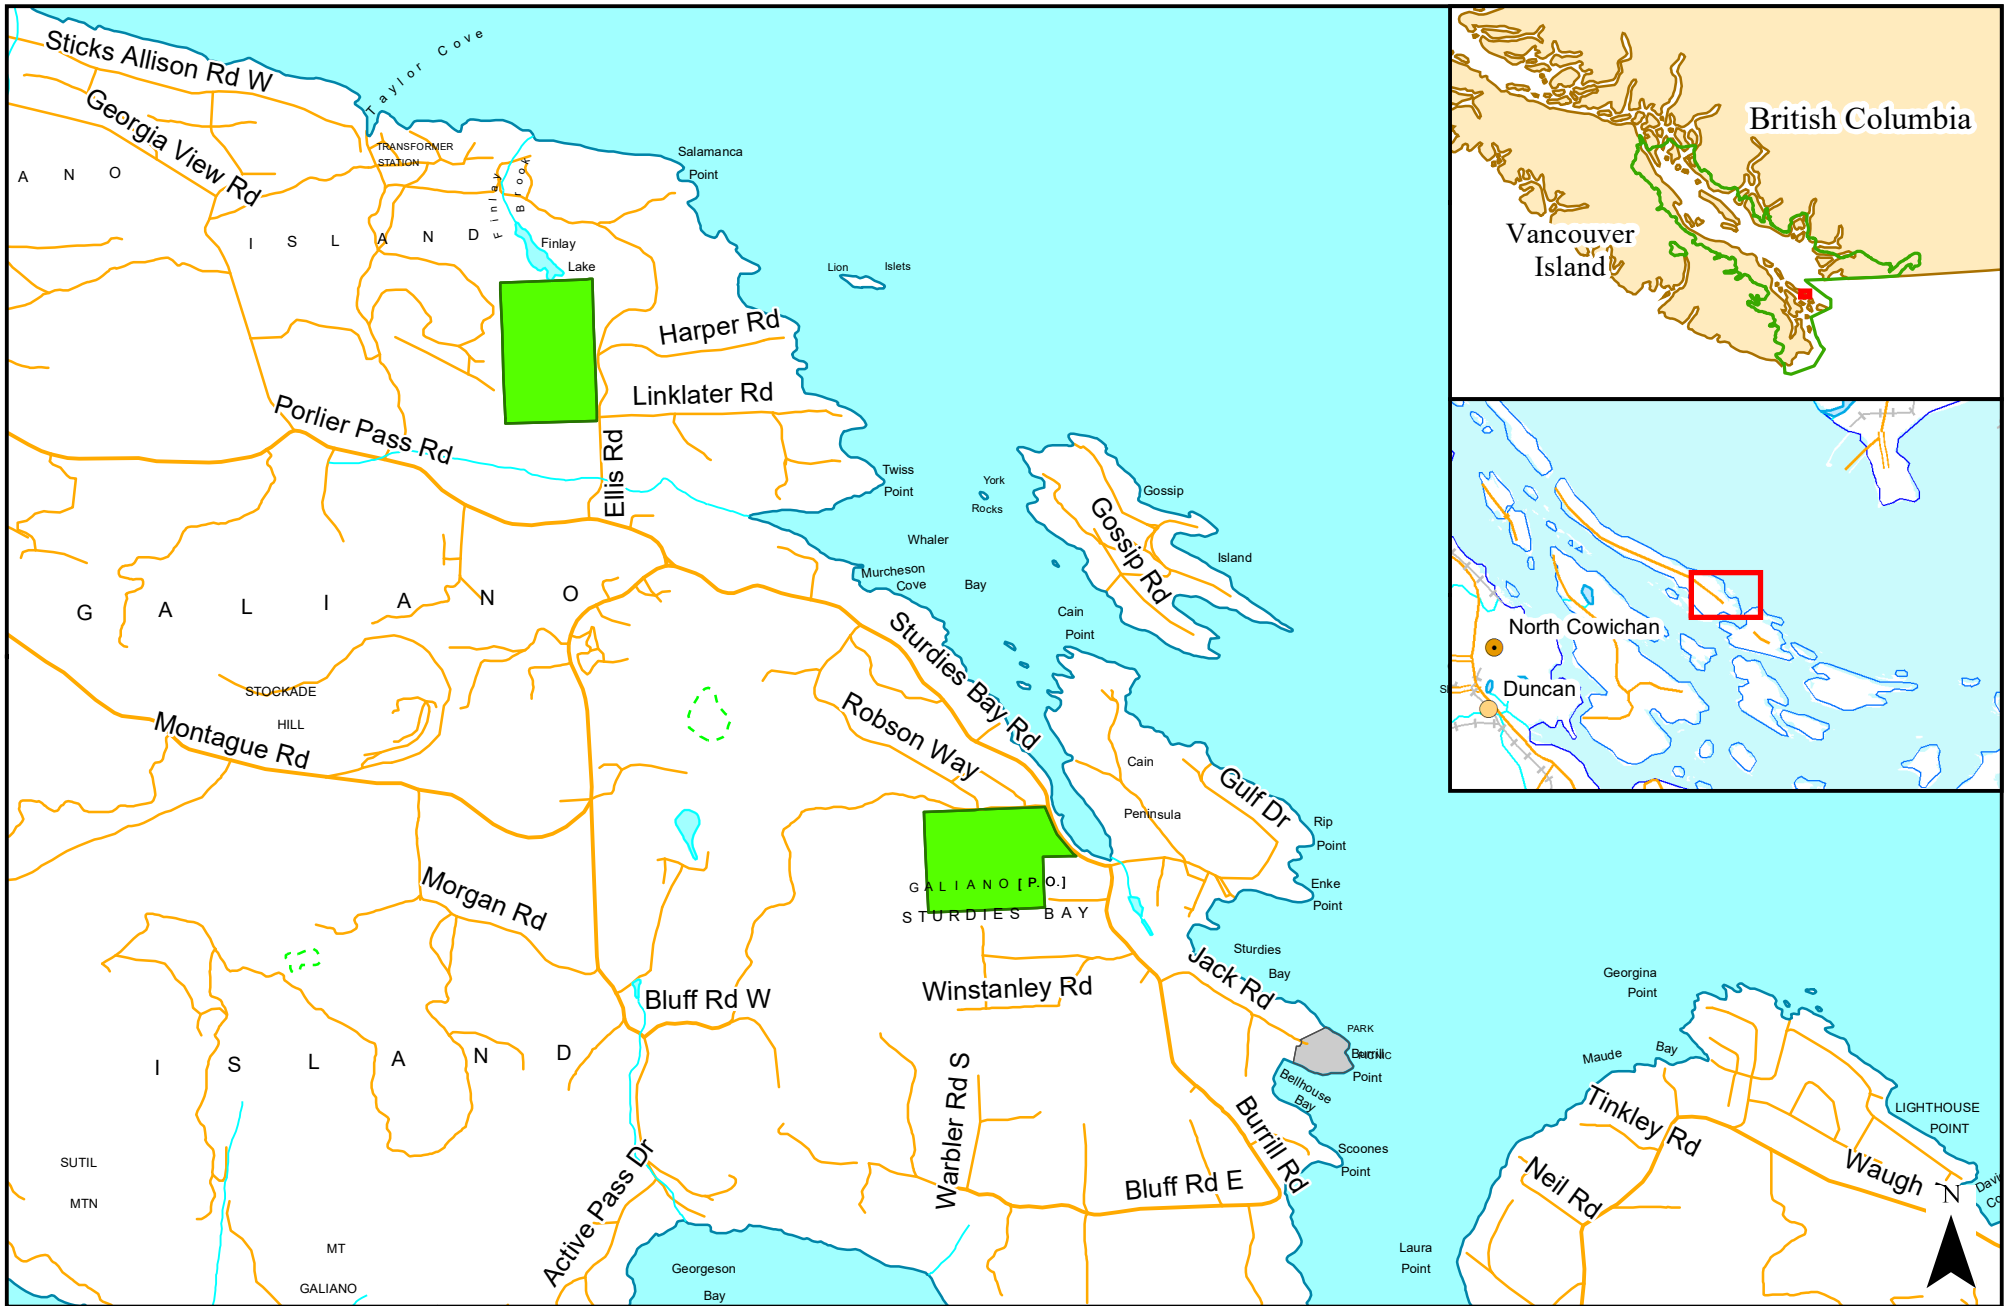 Sticks Allison Rd W
Taylor Cove
Georgia View Rd
TRANSFORMER
STATION
Finlay
Brook
Salamanca
Point
A N O
I S L A N D
Finlay
Lake
Lion Islets
Harper Rd
Linklater Rd
Porlier Pass Rd
Ellis Rd
Twiss
Point
York
Rocks
Gossip
Island
Gossip Rd
Whaler
Bay
Murcheson
Cove
Cain
Point
G A L I A N O
Sturdies Bay Rd
STOCKADE
HILL
Montague Rd
Robson Way
Cain
Peninsula
Gulf Dr
Rip
Point
Enke
Point
GALIANO [P.O.]
STURDIES BAY
Morgan Rd
Sturdies
Bay
Jack Rd
Winstanley Rd
Bluff Rd W
PARK
PICNIC
Burrill
Point
Bellhouse
Bay
I S L A N D
Warbler Rd S
Burrill Rd
Scoones
Point
Bluff Rd E
Active Pass Dr
SUTIL
MTN
MT
GALIANO
Georgeson
Bay
Laura
Point
Georgina
Point
Maude Bay
Tinkley Rd
Neil Rd
Waugh
LIGHTHOUSE
POINT
N
British Columbia
Vancouver
Island
North Cowichan
Duncan